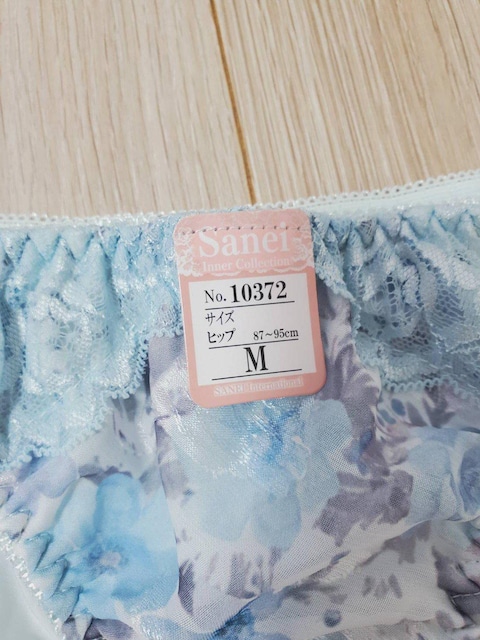 Sanei
Inner Collection
No. 10372
サイズ
ヒップ 87～95cm
M
SANEI International